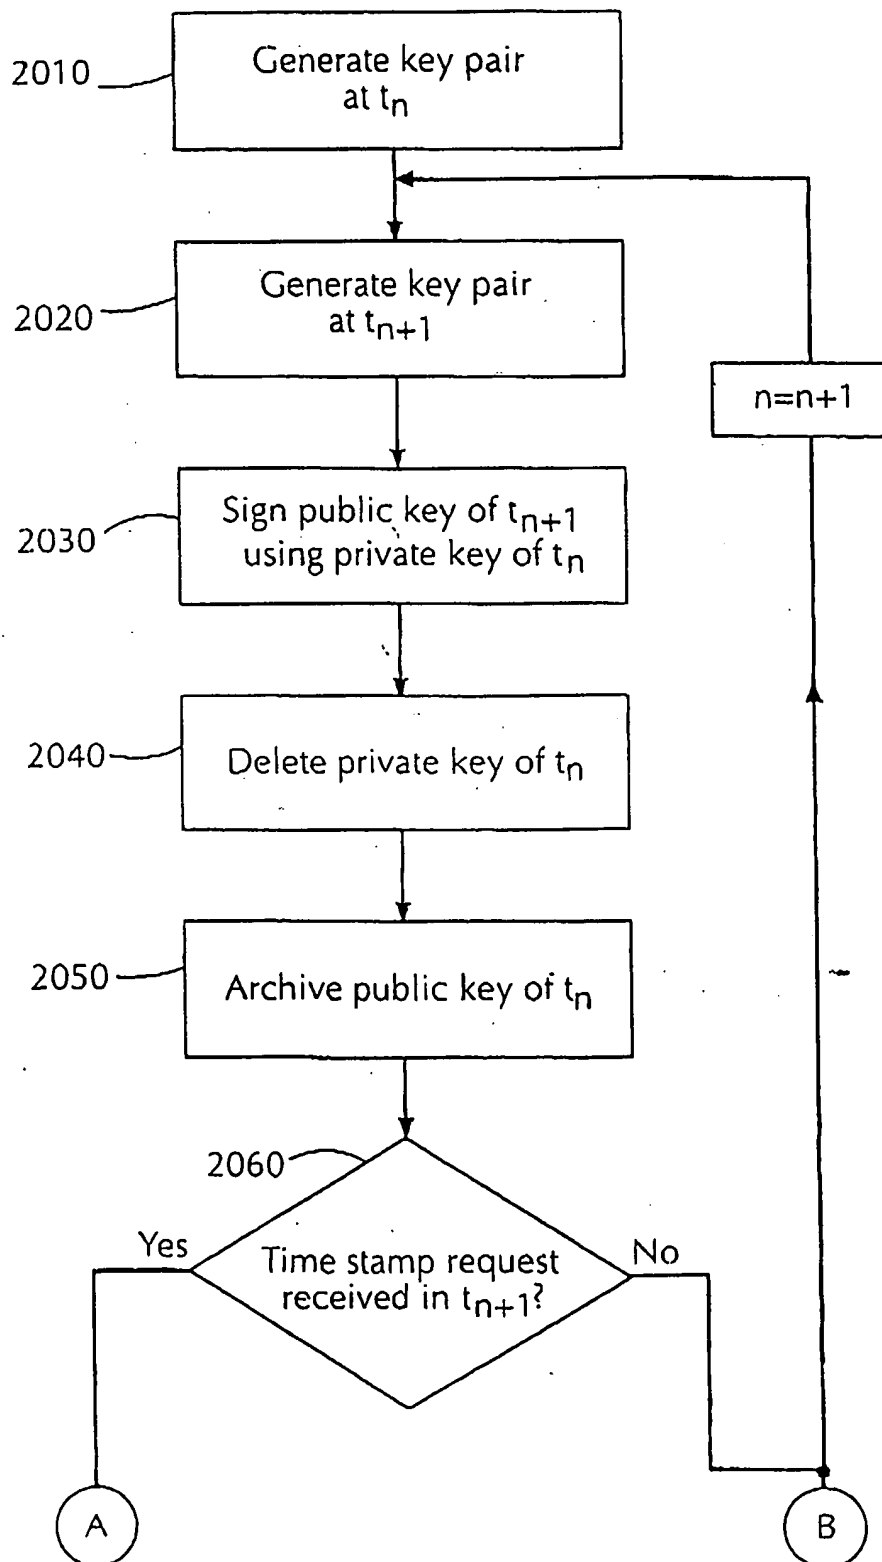 2010
Generate key pair
at tn
2020
Generate key pair
at tn+1
n=n+1
2030
Sign public key of tn+1
using private key of tn
2040
Delete private key of tn
2050
Archive public key of tn
2060
Yes
Time stamp request
received in tn+1?
No
A
B